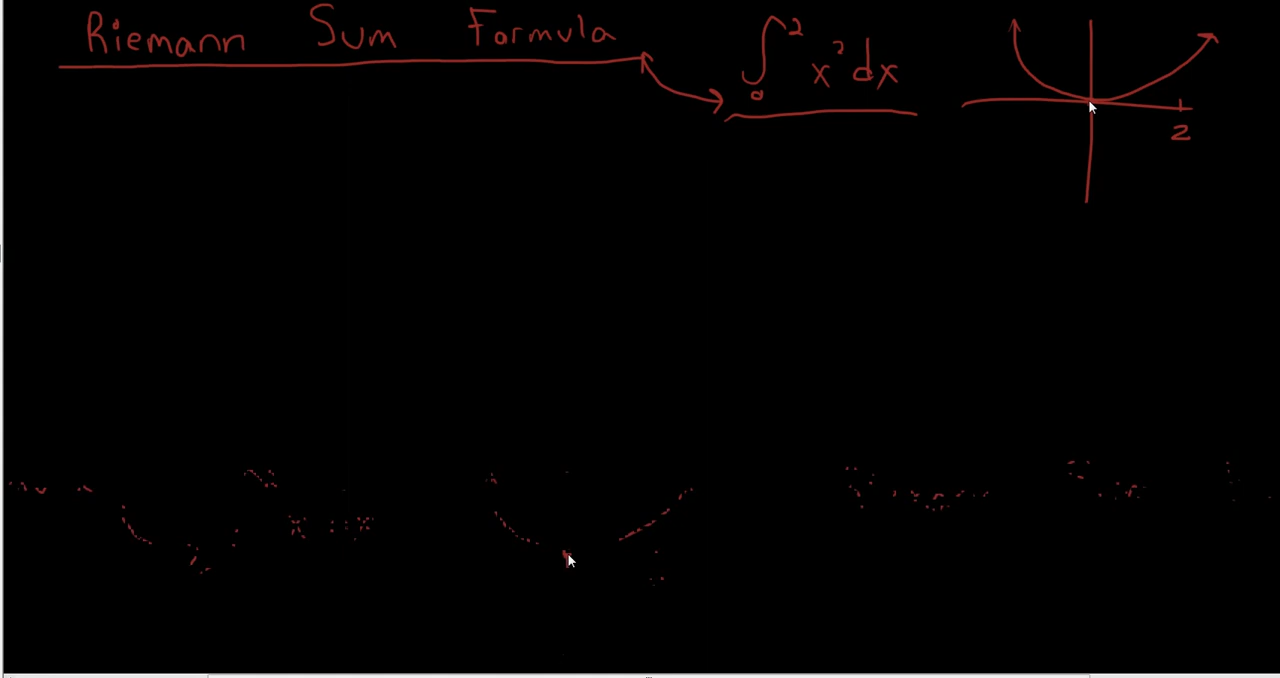 Riemann Sum Formula
∫₀² x² dx
2